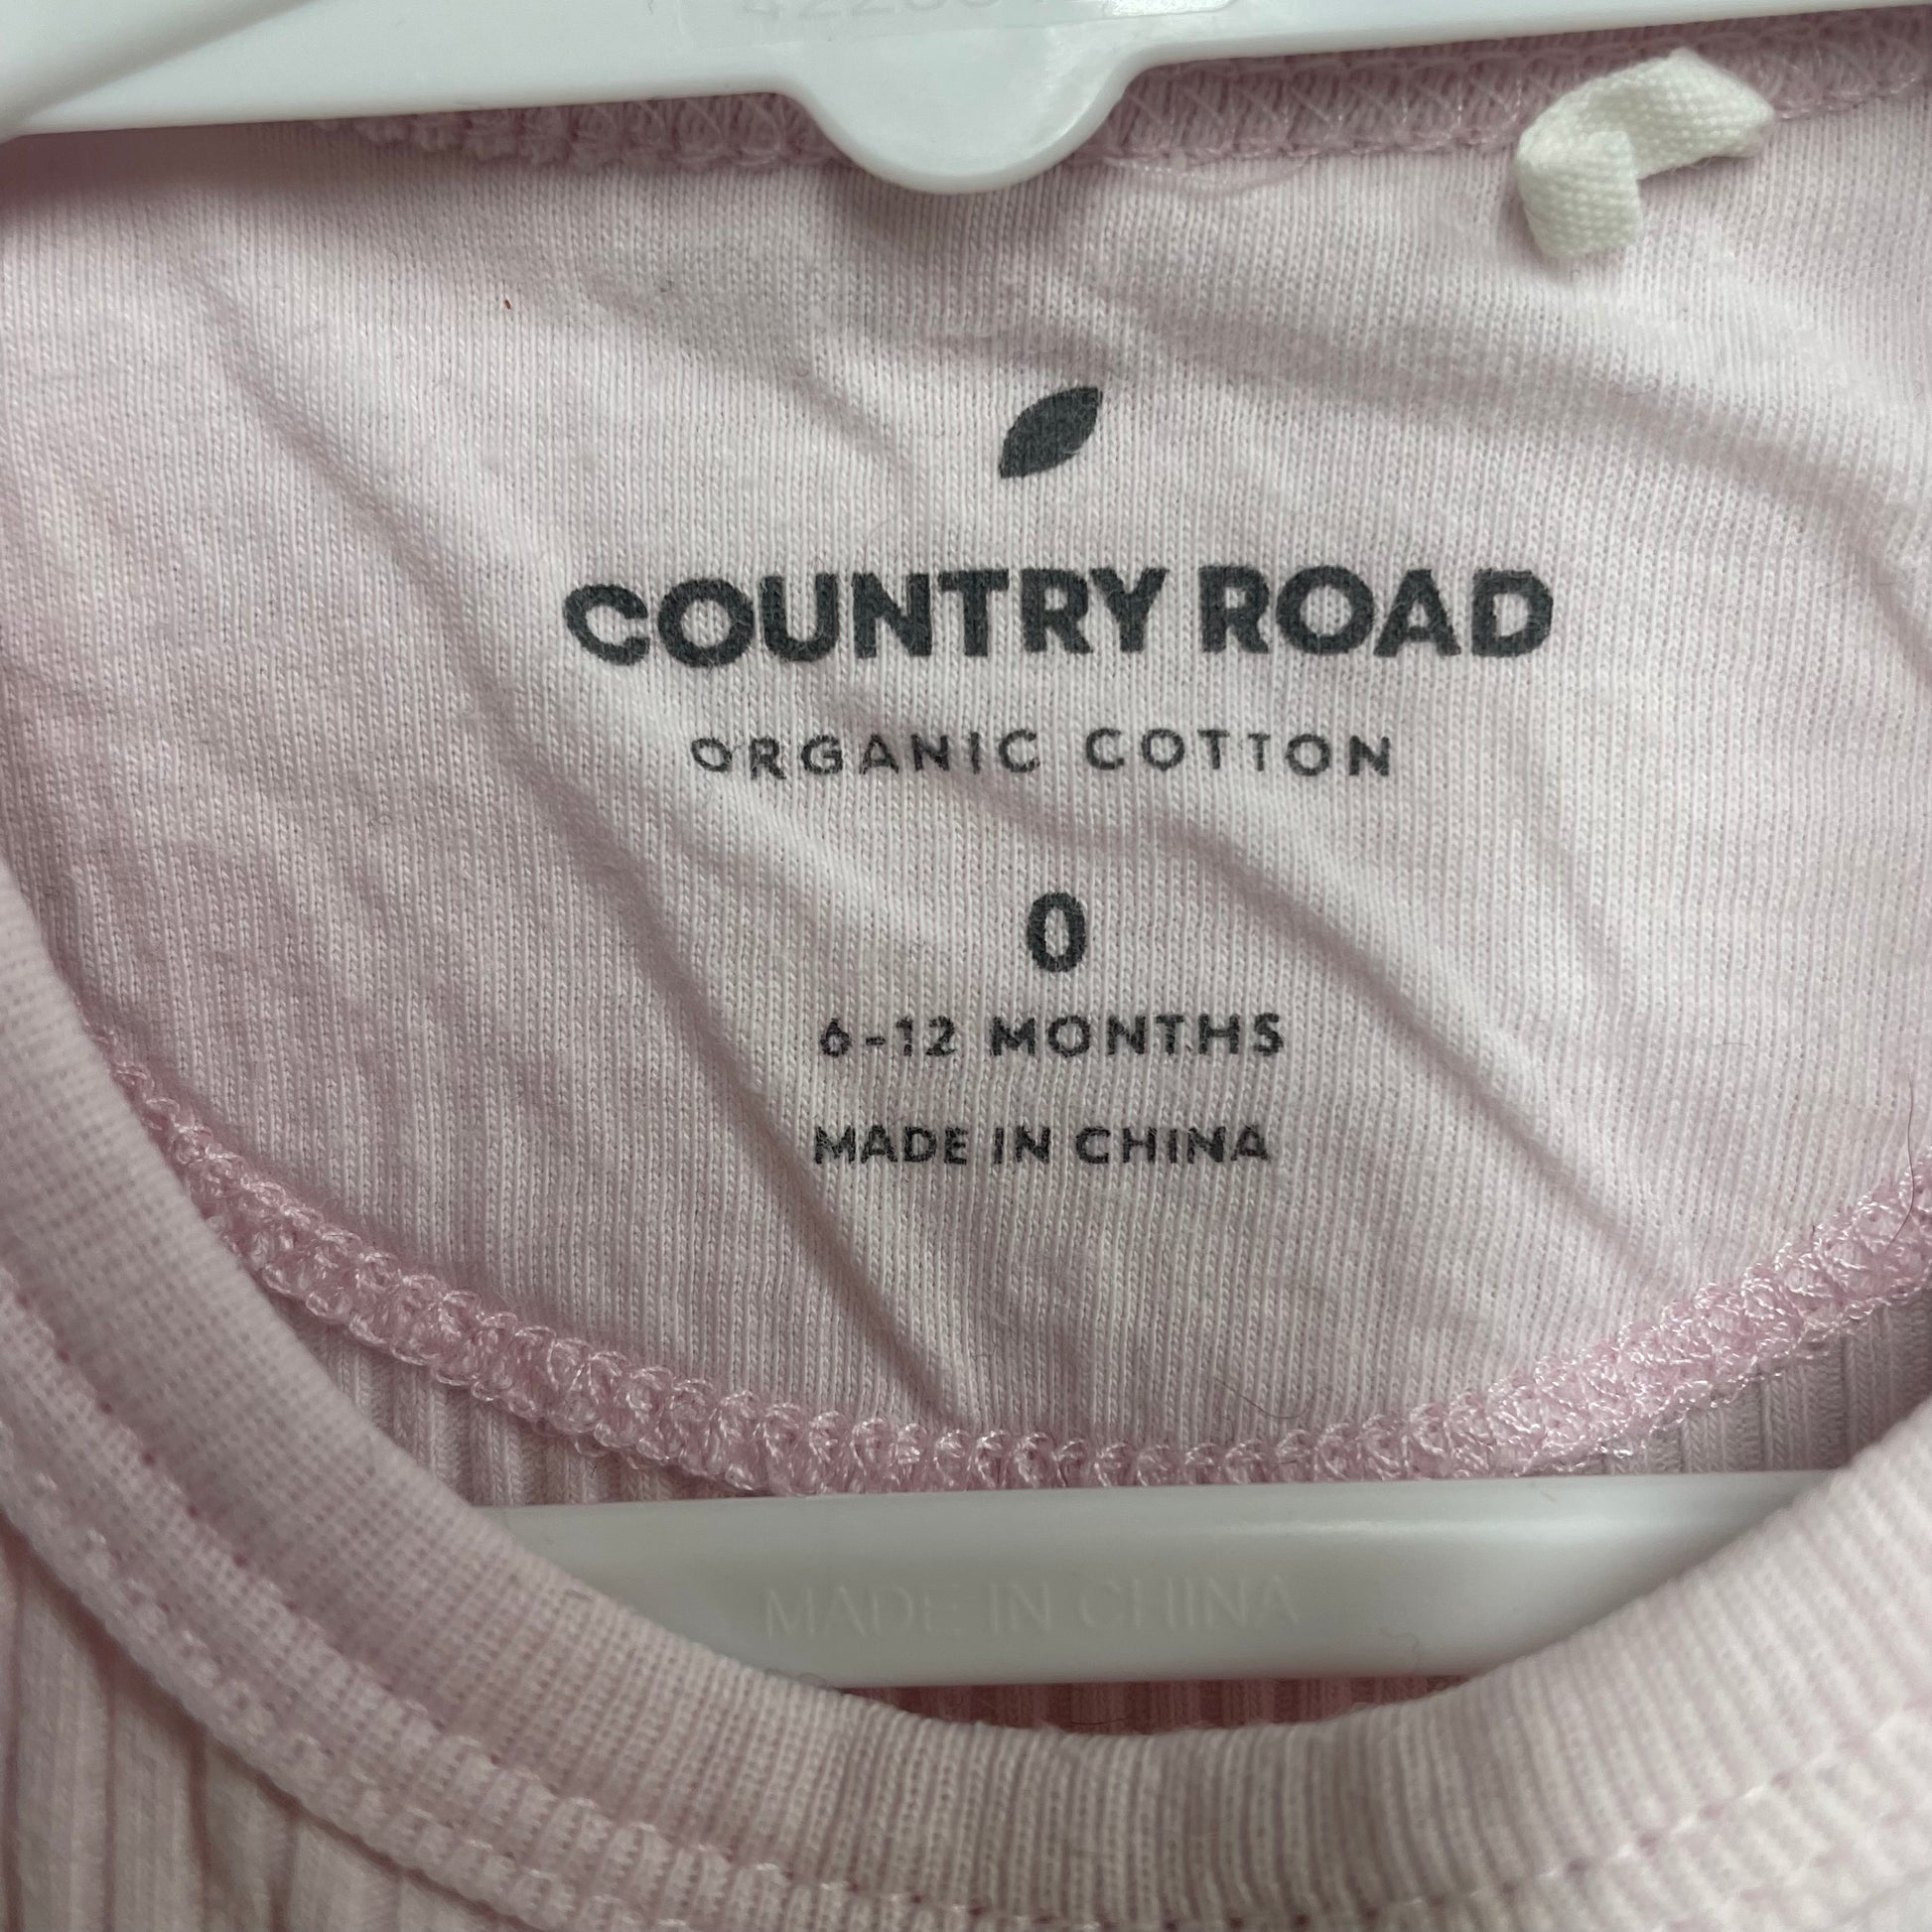 COUNTRY ROAD
ORGANIC COTTON
0
6-12 MONTHS
MADE IN CHINA
MADE IN CHINA